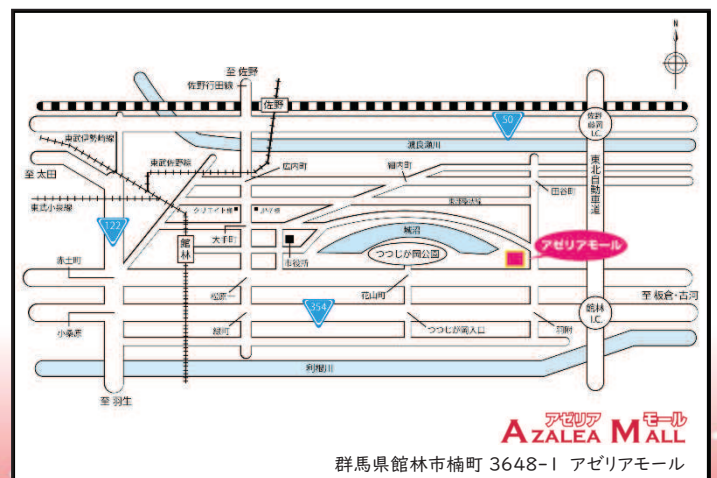 N
至 佐野
佐野行田線
佐野
50
佐野
藤岡
I.C.
東武伊勢崎線
渡良瀬川
東武佐野線
広内町
細内町
東北自動車道
至 太田
田谷町
東武小泉線
122
館林
大手町
城沼
つつじが岡公園
アゼリアモール
市役所
赤土町
至 板倉・古河
松原一
花山町
354
館林
I.C.
小桑原
緑町
つつじが岡入口
羽附
利根川
至 羽生
アゼリア モール
AZALEA MALL
群馬県館林市楠町 3648-1 アゼリアモール